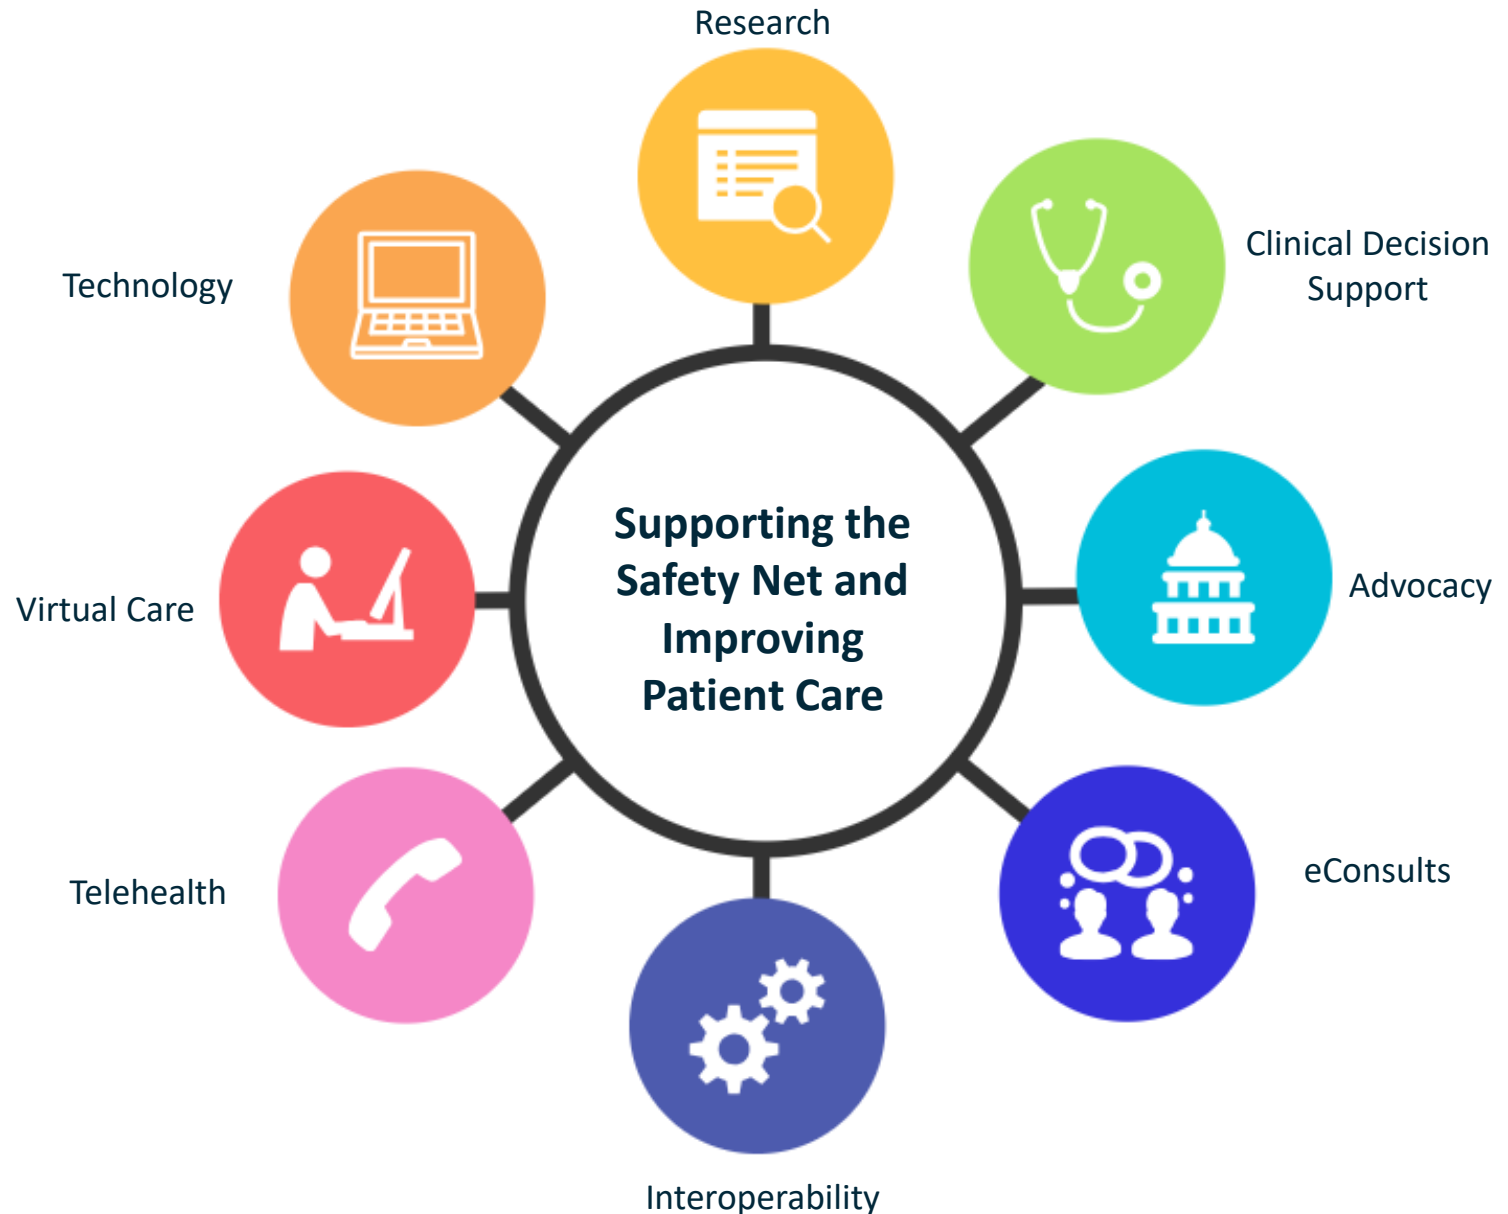 Research
Clinical Decision
Support
Technology
Supporting the
Safety Net and
Improving
Patient Care
Advocacy
Virtual Care
eConsults
Telehealth
Interoperability